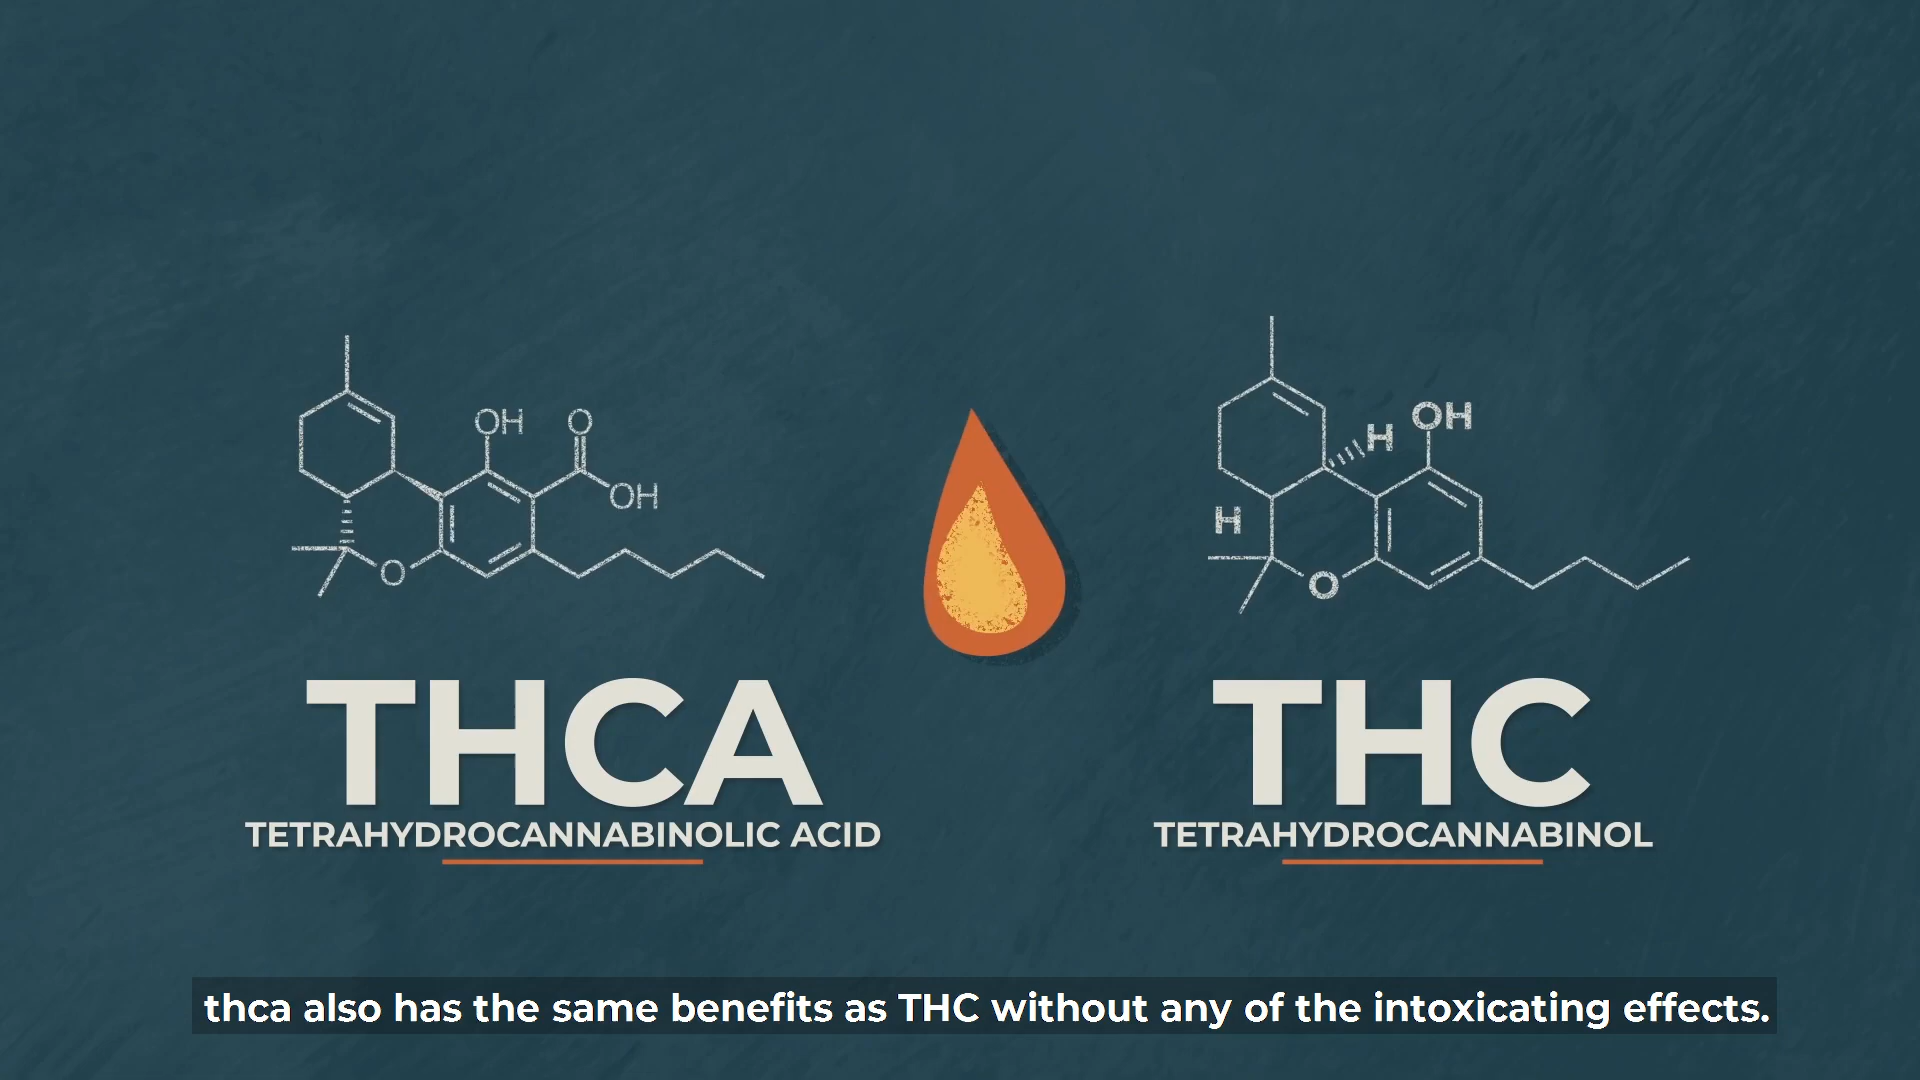 OH O
OH
O
THCA
TETRAHYDROCANNABINOLIC ACID
H OH
H
O
THC
TETRAHYDROCANNABINOL
thca also has the same benefits as THC without any of the intoxicating effects.